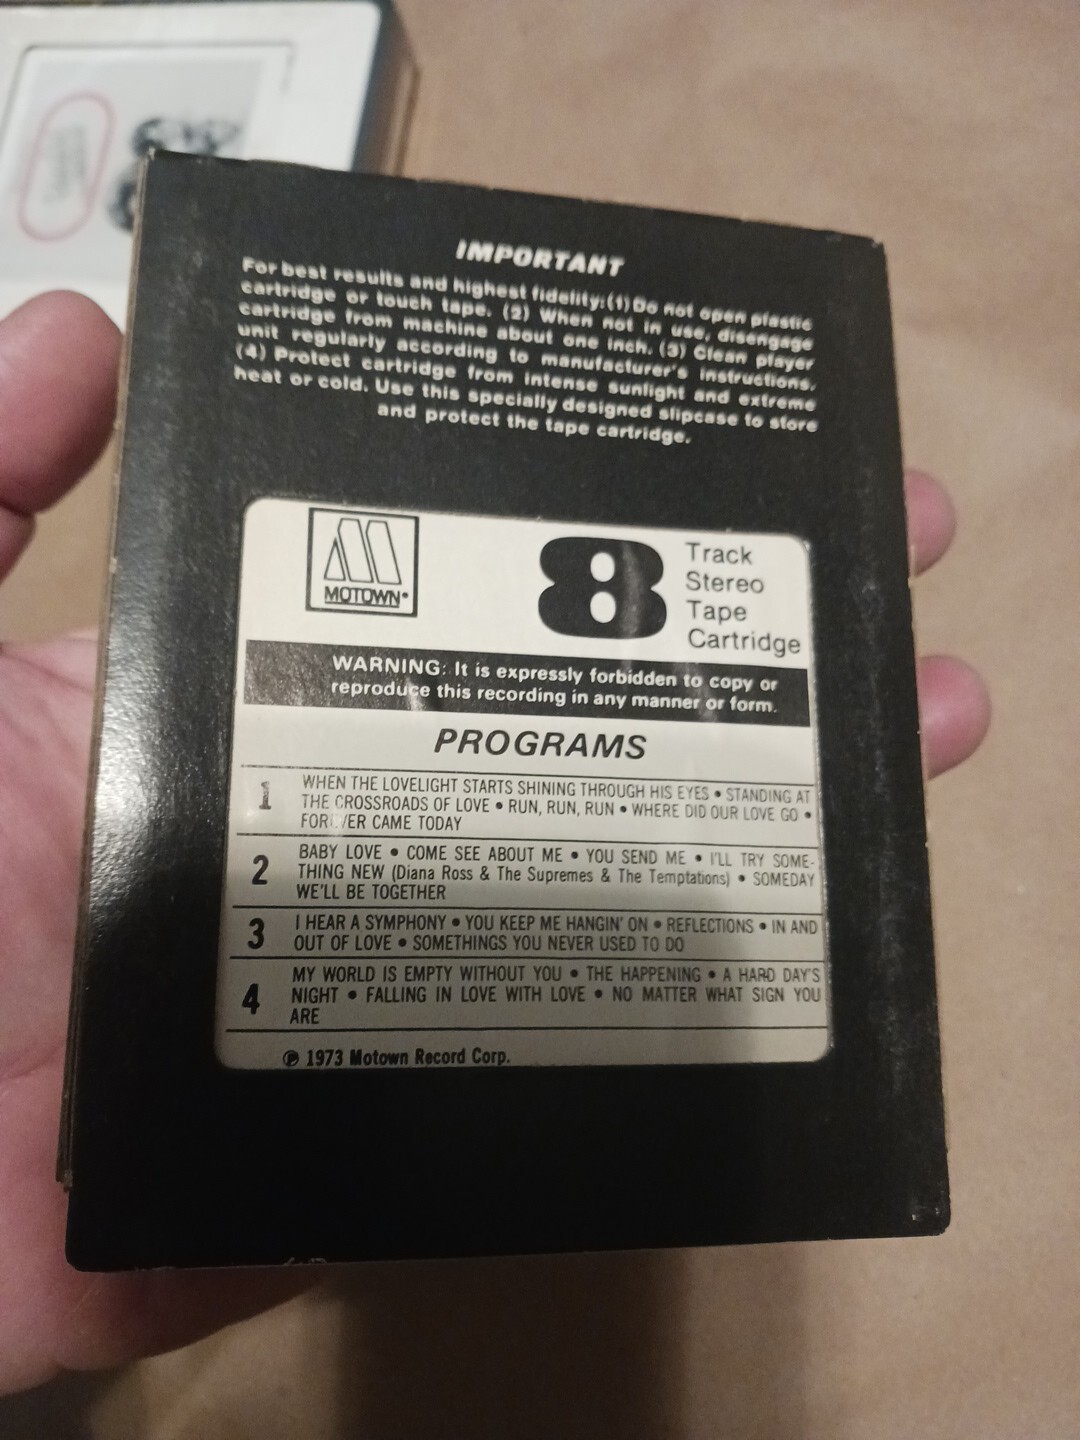 IMPORTANT
For best results and highest fidelity: (1) Do not open plastic
cartridge or touch tape. (2) When not in use, disengage
cartridge from machine about one inch. (3) Clean player
unit regularly according to manufacturer's instructions.
(4) Protect cartridge from intense sunlight and extreme
heat or cold. Use this specially designed slipcase to store
and protect the tape cartridge.
MOTOWN
8
Track
Stereo
Tape
Cartridge
WARNING: It is expressly forbidden to copy or
reproduce this recording in any manner or form.
PROGRAMS
1 WHEN THE LOVELIGHT STARTS SHINING THROUGH HIS EYES • STANDING AT
THE CROSSROADS OF LOVE • RUN, RUN, RUN • WHERE DID OUR LOVE GO •
FOREVER CAME TODAY
2 BABY LOVE • COME SEE ABOUT ME • YOU SEND ME • I'LL TRY SOME-
THING NEW (Diana Ross & The Supremes & The Temptations) • SOMEDAY
WE'LL BE TOGETHER
3 I HEAR A SYMPHONY • YOU KEEP ME HANGIN' ON • REFLECTIONS • IN AND
OUT OF LOVE • SOMETHINGS YOU NEVER USED TO DO
4 MY WORLD IS EMPTY WITHOUT YOU • THE HAPPENING • A HARD DAY'S
NIGHT • FALLING IN LOVE WITH LOVE • NO MATTER WHAT SIGN YOU
ARE
℗ 1973 Motown Record Corp.